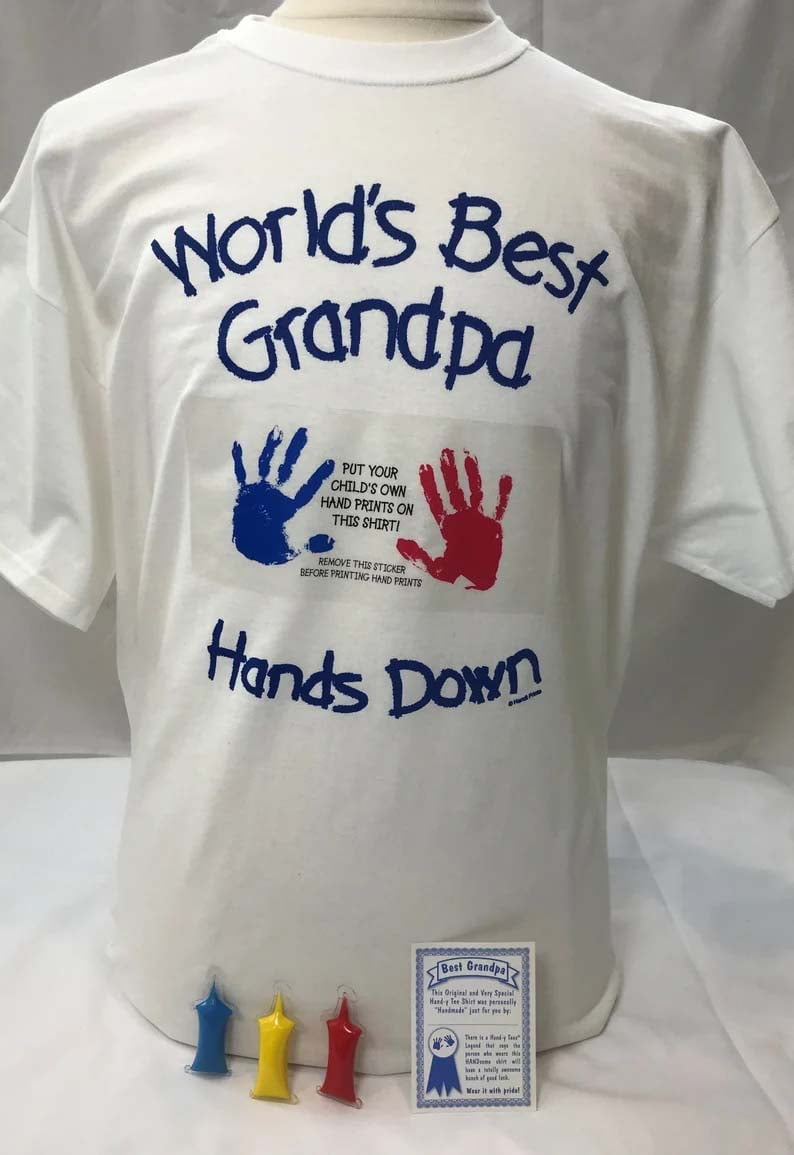 World's Best
Grandpa
PUT YOUR
CHILD'S OWN
HAND PRINTS ON
THIS SHIRT!
REMOVE THIS STICKER
BEFORE PRINTING HAND PRINTS
Hands Down
© Handi Prints
Best Grandpa
This Original and Very Special
Hand-y Tee Shirt was personally
"Handmade" just for you by:
There is a Hand-y Tees®
Legend that says the
person who wears this
HANDsome shirt will
have a totally awesome
bunch of good luck.
Wear it with pride!